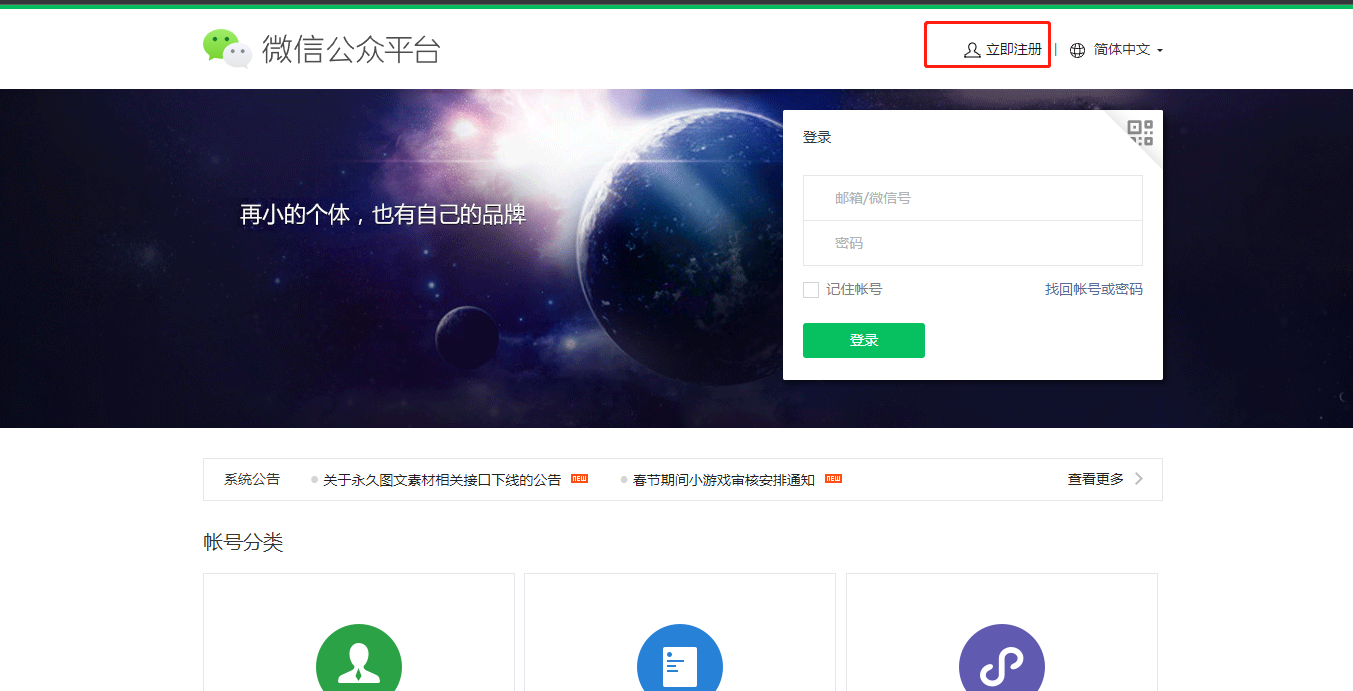 微信公众平台
立即注册 | 简体中文
登录
再小的个体，也有自己的品牌
邮箱/微信号
密码
记住帐号 找回帐号或密码
登录
系统公告 关于永久图文素材相关接口下线的公告 NEW 春节期间小游戏审核安排通知 NEW 查看更多
帐号分类